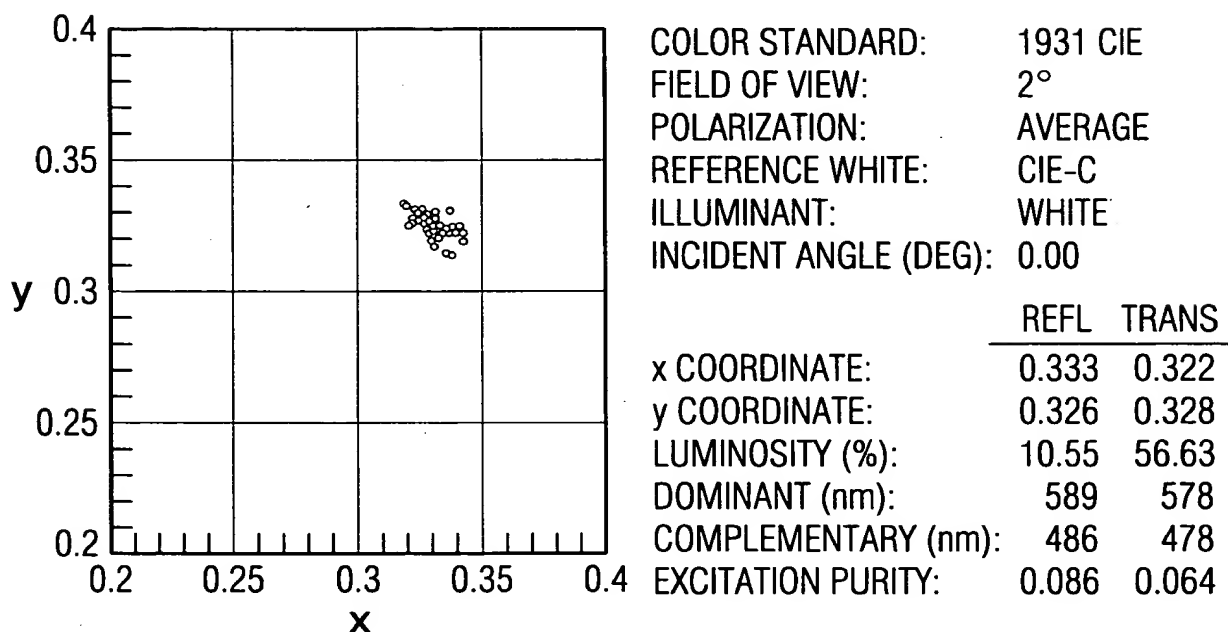 0.4
0.35
y 0.3
0.25
0.2
0.2 0.25 0.3 0.35 0.4
x
COLOR STANDARD: 1931 CIE
FIELD OF VIEW: 2°
POLARIZATION: AVERAGE
REFERENCE WHITE: CIE-C
ILLUMINANT: WHITE
INCIDENT ANGLE (DEG): 0.00
REFL TRANS
x COORDINATE: 0.333 0.322
y COORDINATE: 0.326 0.328
LUMINOSITY (%): 10.55 56.63
DOMINANT (nm): 589 578
COMPLEMENTARY (nm): 486 478
EXCITATION PURITY: 0.086 0.064